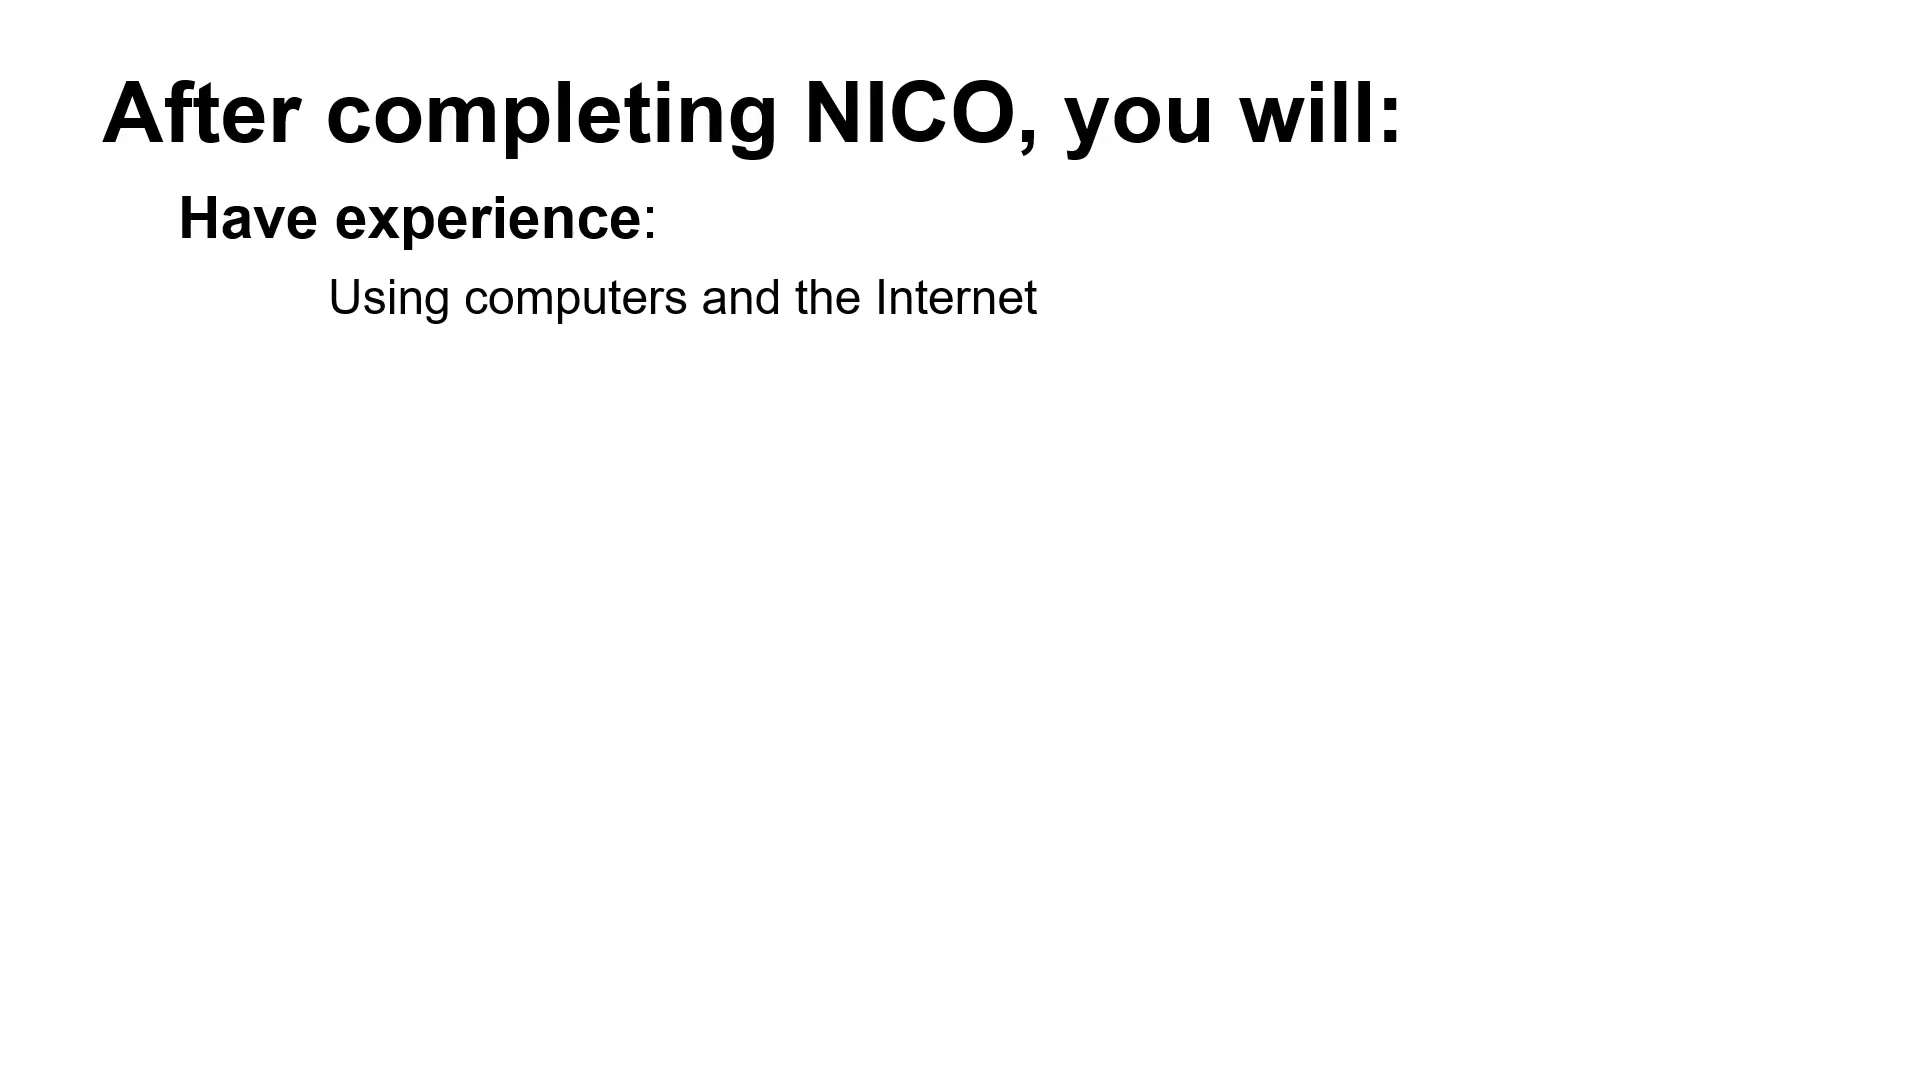 After completing NICO, you will:
Have experience:
Using computers and the Internet